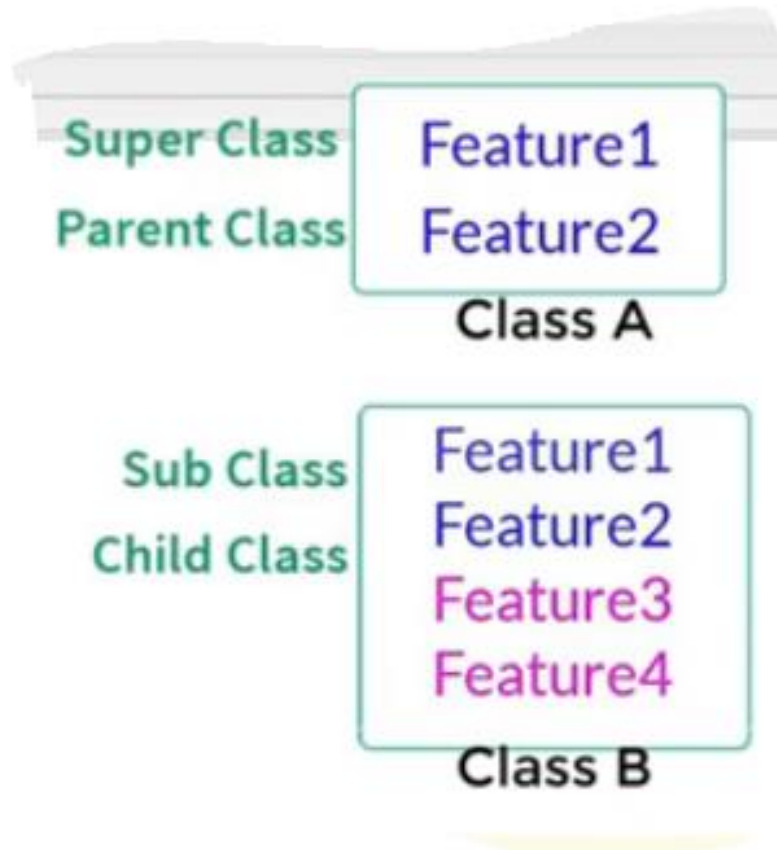 Super Class
Parent Class
Feature1
Feature2
Class A
Sub Class
Child Class
Feature1
Feature2
Feature3
Feature4
Class B